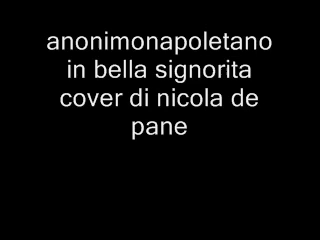 anonimonapoletano
in bella signorita
cover di nicola de
pane